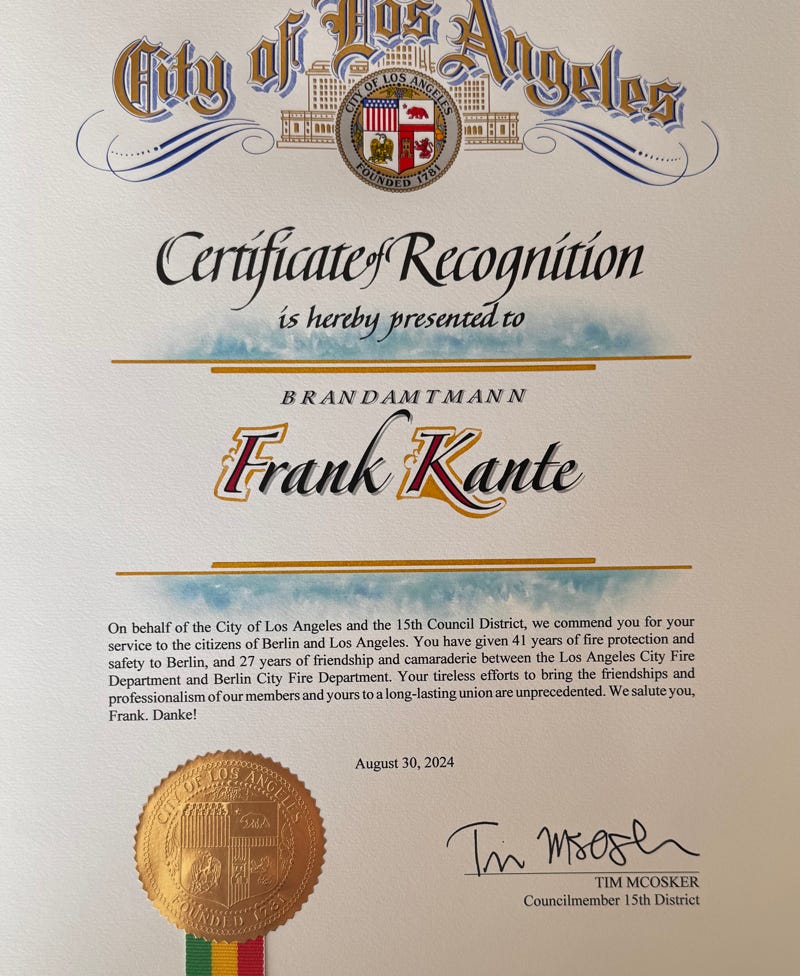 City of Los Angeles
CITY OF LOS ANGELES
FOUNDED 1781
Certificate of Recognition
is hereby presented to
BRANDAMTMANN
Frank Kante
On behalf of the City of Los Angeles and the 15th Council District, we commend you for your
service to the citizens of Berlin and Los Angeles. You have given 41 years of fire protection and
safety to Berlin, and 27 years of friendship and camaraderie between the Los Angeles City Fire
Department and Berlin City Fire Department. Your tireless efforts to bring the friendships and
professionalism of our members and yours to a long-lasting union are unprecedented. We salute you,
Frank. Danke!
August 30, 2024
CITY OF LOS ANGELES
FOUNDED 1781
Tim McOsker
TIM MCOSKER
Councilmember 15th District